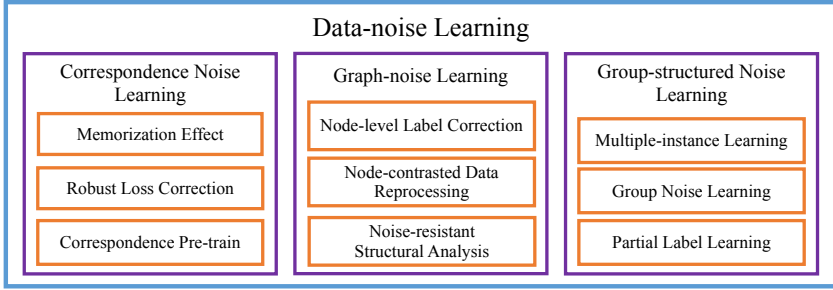 Data-noise Learning
Correspondence Noise
Learning
Memorization Effect
Robust Loss Correction
Correspondence Pre-train
Graph-noise Learning
Node-level Label Correction
Node-contrasted Data
Reprocessing
Noise-resistant
Structural Analysis
Group-structured Noise
Learning
Multiple-instance Learning
Group Noise Learning
Partial Label Learning